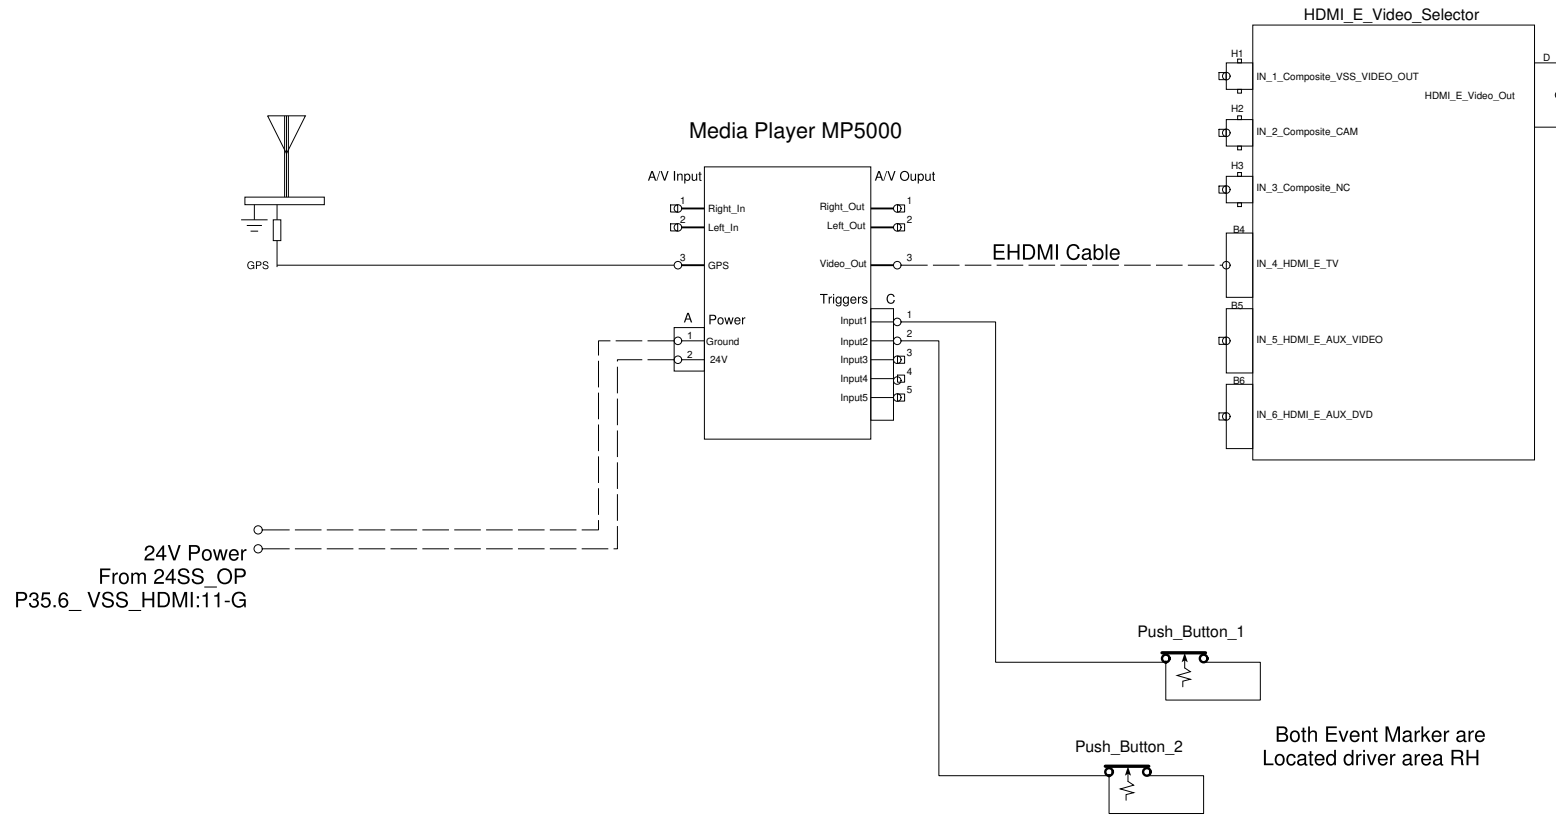 HDMI_E_Video_Selector
H1
IN_1_Composite_VSS_VIDEO_OUT
D
HDMI_E_Video_Out
H2
IN_2_Composite_CAM
H3
IN_3_Composite_NC
B4
IN_4_HDMI_E_TV
B5
IN_5_HDMI_E_AUX_VIDEO
B6
IN_6_HDMI_E_AUX_DVD
Media Player MP5000
A/V Input
A/V Ouput
1
Right_In
Right_Out
1
2
Left_In
Left_Out
2
GPS
3
GPS
Video_Out
3
EHDMI Cable
Triggers
C
A
Power
Input1
1
1
Ground
Input2
2
2
24V
Input3
3
Input4
4
Input5
5
24V Power
From 24SS_OP
P35.6_ VSS_HDMI:11-G
Push_Button_1
Push_Button_2
Both Event Marker are
Located driver area RH